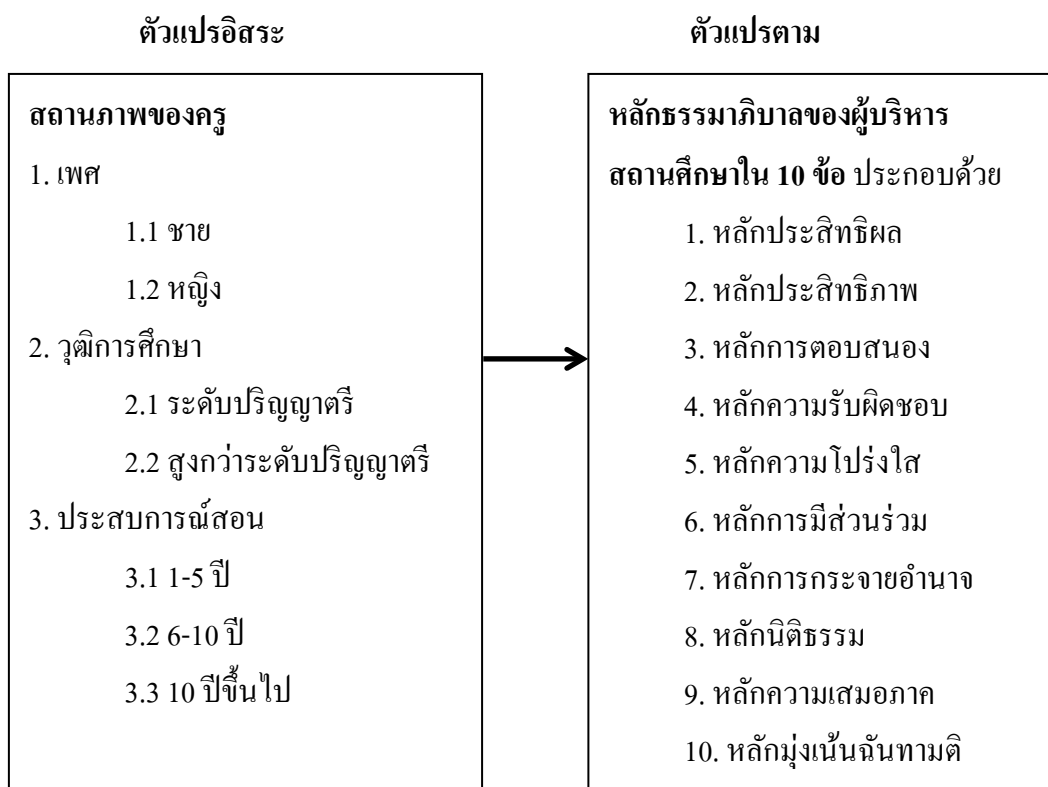 ตัวแปรอิสระ
สถานภาพของครู
1. เพศ
1.1 ชาย
1.2 หญิง
2. วุฒิการศึกษา
2.1 ระดับปริญญาตรี
2.2 สูงกว่าระดับปริญญาตรี
3. ประสบการณ์สอน
3.1 1-5 ปี
3.2 6-10 ปี
3.3 10 ปีขึ้นไป
ตัวแปรตาม
หลักธรรมาภิบาลของผู้บริหาร
สถานศึกษาใน 10 ข้อ ประกอบด้วย
1. หลักประสิทธิผล
2. หลักประสิทธิภาพ
3. หลักการตอบสนอง
4. หลักความรับผิดชอบ
5. หลักความโปร่งใส
6. หลักการมีส่วนร่วม
7. หลักการกระจายอำนาจ
8. หลักนิติธรรม
9. หลักความเสมอภาค
10. หลักมุ่งเน้นฉันทามติ